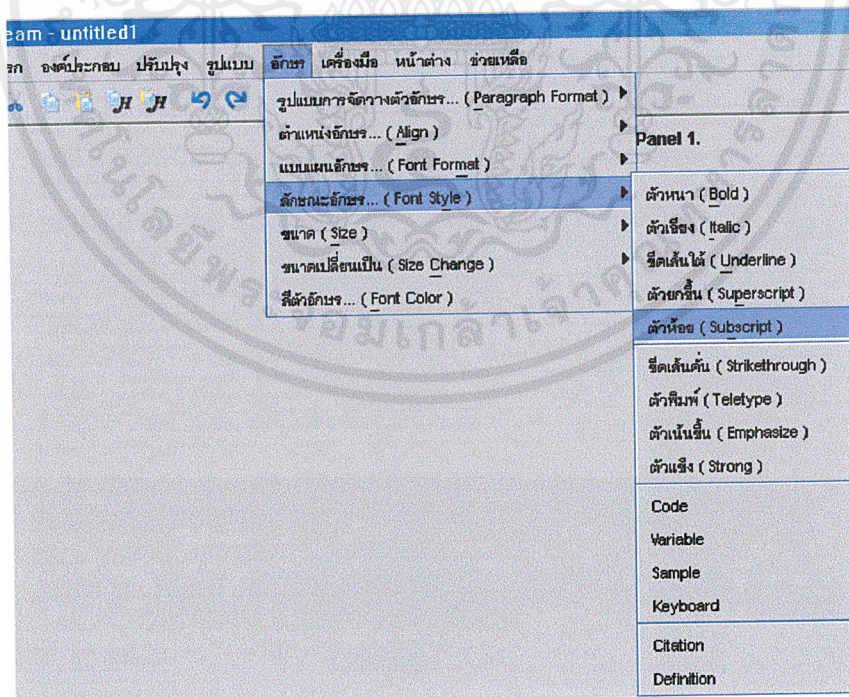 eam - untitled1
รก องค์ประกอบ ปรับปรุง รูปแบบ อักษร เครื่องมือ หน้าต่าง ช่วยเหลือ
รูปแบบการจัดวางตัวอักษร... ( Paragraph Format )
ตำแหน่งอักษร... ( Align )
แบบแผนอักษร... ( Font Format )
ลักษณะอักษร... ( Font Style )
ขนาด ( Size )
ขนาดเปลี่ยนเป็น ( Size Change )
สีตัวอักษร... ( Font Color )
Panel 1.
ตัวหนา ( Bold )
ตัวเอียง ( Italic )
ขีดเส้นใต้ ( Underline )
ตัวยกขึ้น ( Superscript )
ตัวห้อย ( Subscript )
ขีดเส้นคั่น ( Strikethrough )
ตัวพิมพ์ ( Teletype )
ตัวเน้นขึ้น ( Emphasize )
ตัวแข็ง ( Strong )
Code
Variable
Sample
Keyboard
Citation
Definition